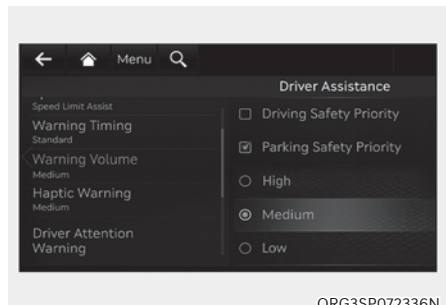 Menu
Driver Assistance
Speed Limit Assist
Warning Timing
Standard
Warning Volume
Medium
Haptic Warning
Medium
Driver Attention
Warning
Driving Safety Priority
Parking Safety Priority
High
Medium
Low
ORG3SP072336N